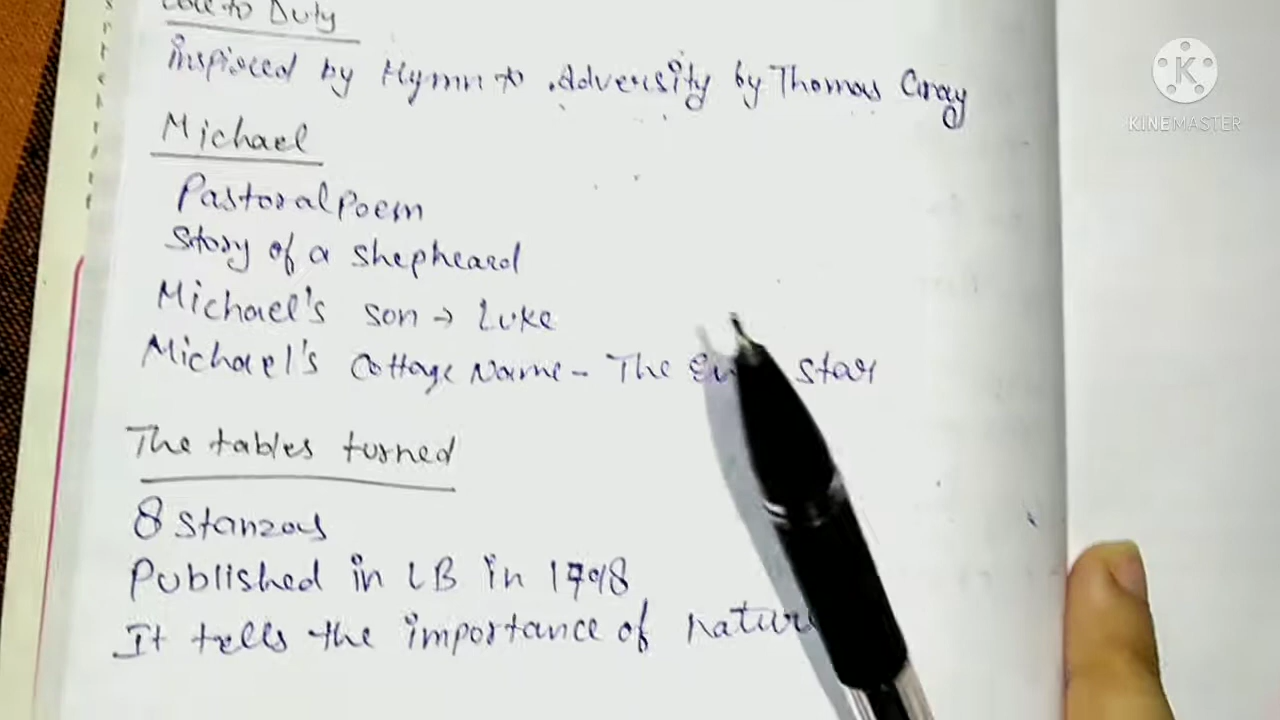 to Duty
inspired by Hymn to Adversity by Thomas Gray
Michael
Pastoral Poem
Story of a shepheard
Michael's son → Luke
Michael's Cottage Name - The star
The tables turned
8 stanzas
Published in LB in 1798
It tells the importance of
KINEMASTER